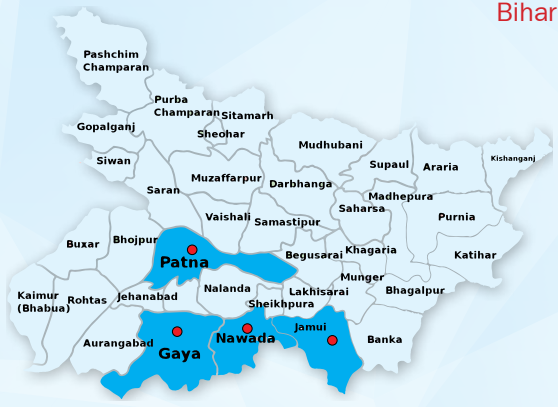 Bihar
Pashchim
Champaran
Purba
Champaran
Sitamarh
Gopalganj
Sheohar
Mudhubani
Siwan
Supaul
Araria
Kishanganj
Muzaffarpur
Darbhanga
Saran
Madhepura
Saharsa
Vaishali
Samastipur
Purnia
Buxar
Bhojpur
Begusarai
Khagaria
Katihar
Patna
Munger
Kaimur
(Bhabua)
Rohtas
Jehanabad
Nalanda
Lakhisarai
Bhagalpur
Sheikhpura
Jamui
Aurangabad
Nawada
Banka
Gaya